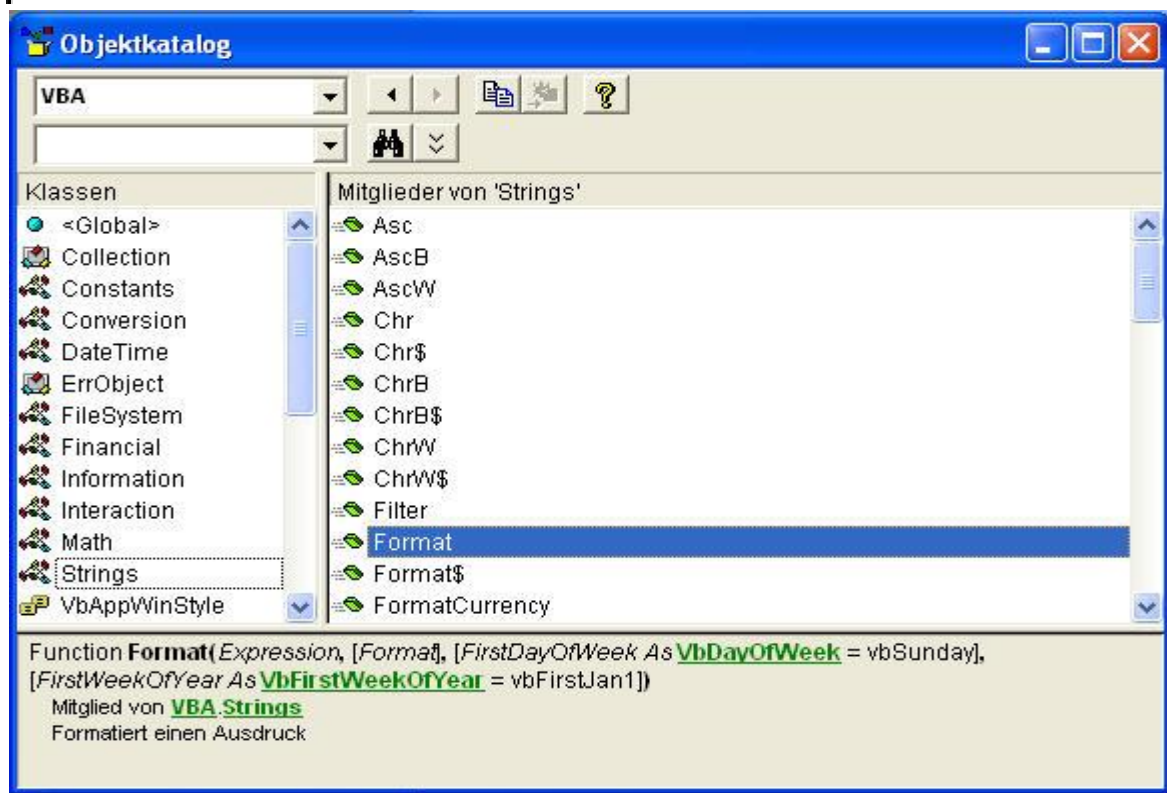 Objektkatalog
VBA
Klassen
Mitglieder von 'Strings'
<Global>
Collection
Constants
Conversion
DateTime
ErrObject
FileSystem
Financial
Information
Interaction
Math
Strings
VbAppWinStyle
Asc
AscB
AscW
Chr
Chr$
ChrB
ChrB$
ChrW
ChrW$
Filter
Format
Format$
FormatCurrency
Function Format(Expression, [Format], [FirstDayOfWeek As VbDayOfWeek = vbSunday],
[FirstWeekOfYear As VbFirstWeekOfYear = vbFirstJan1])
Mitglied von VBA.Strings
Formatiert einen Ausdruck